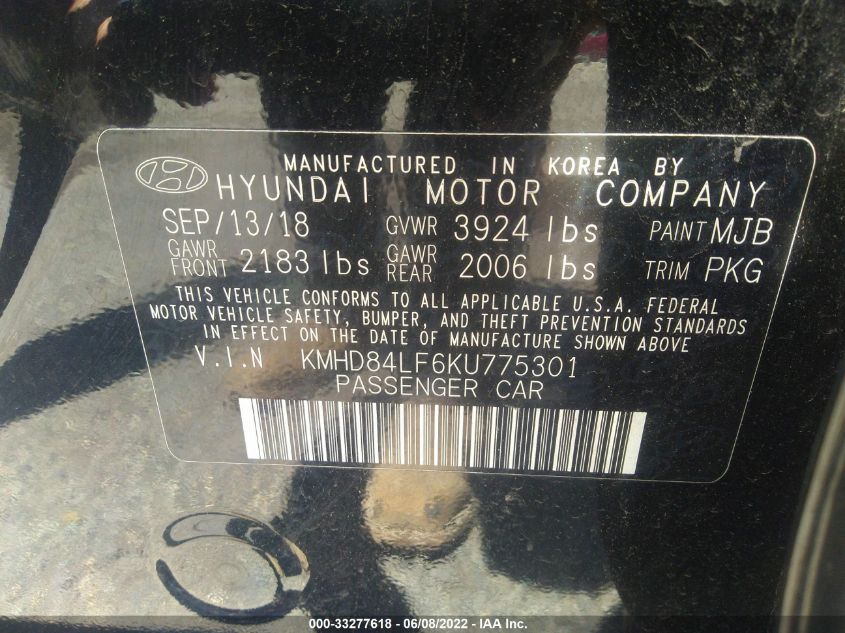 MANUFACTURED IN KOREA BY
HYUNDAI MOTOR COMPANY
SEP/13/18 GVWR 3924 lbs PAINT MJB
GAWR FRONT 2183 lbs GAWR REAR 2006 lbs TRIM PKG
THIS VEHICLE CONFORMS TO ALL APPLICABLE U.S.A. FEDERAL
MOTOR VEHICLE SAFETY, BUMPER, AND THEFT PREVENTION STANDARDS
IN EFFECT ON THE DATE OF MANUFACTURE SHOWN ABOVE
V.I.N KMHD84LF6KU775301
PASSENGER CAR
000-33277618 - 06/08/2022 - IAA Inc.